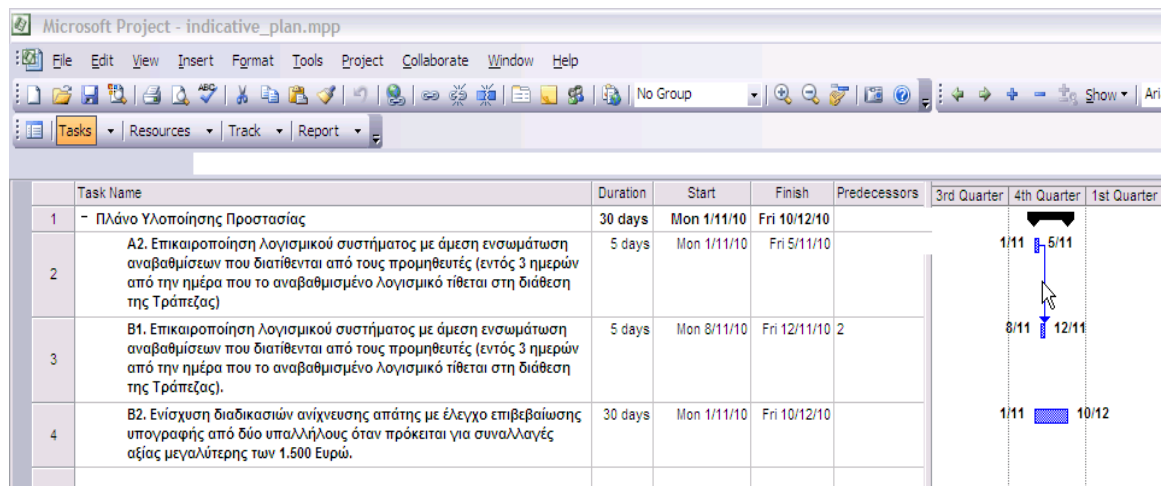 Microsoft Project - indicative_plan.mpp
File Edit View Insert Format Tools Project Collaborate Window Help
ABC No Group Show Ari
Tasks Resources Track Report
Task Name Duration Start Finish Predecessors 3rd Quarter 4th Quarter 1st Quarter
1 - Πλάνο Υλοποίησης Προστασίας 30 days Mon 1/11/10 Fri 10/12/10
2 A2. Επικαιροποίηση λογισμικού συστήματος με άμεση ενσωμάτωση 5 days Mon 1/11/10 Fri 5/11/10 1/11 5/11
αναβαθμίσεων που διατίθενται από τους προμηθευτές (εντός 3 ημερών
από την ημέρα που το αναβαθμισμένο λογισμικό τίθεται στη διάθεση
της Τράπεζας)
3 B1. Επικαιροποίηση λογισμικού συστήματος με άμεση ενσωμάτωση 5 days Mon 8/11/10 Fri 12/11/10 2 8/11 12/11
αναβαθμίσεων που διατίθενται από τους προμηθευτές (εντός 3 ημερών
από την ημέρα που το αναβαθμισμένο λογισμικό τίθεται στη διάθεση
της Τράπεζας).
4 B2. Ενίσχυση διαδικασιών ανίχνευσης απάτης με έλεγχο επιβεβαίωσης 30 days Mon 1/11/10 Fri 10/12/10 1/11 10/12
υπογραφής από δύο υπαλλήλους όταν πρόκειται για συναλλαγές
αξίας μεγαλύτερης των 1.500 Ευρώ.